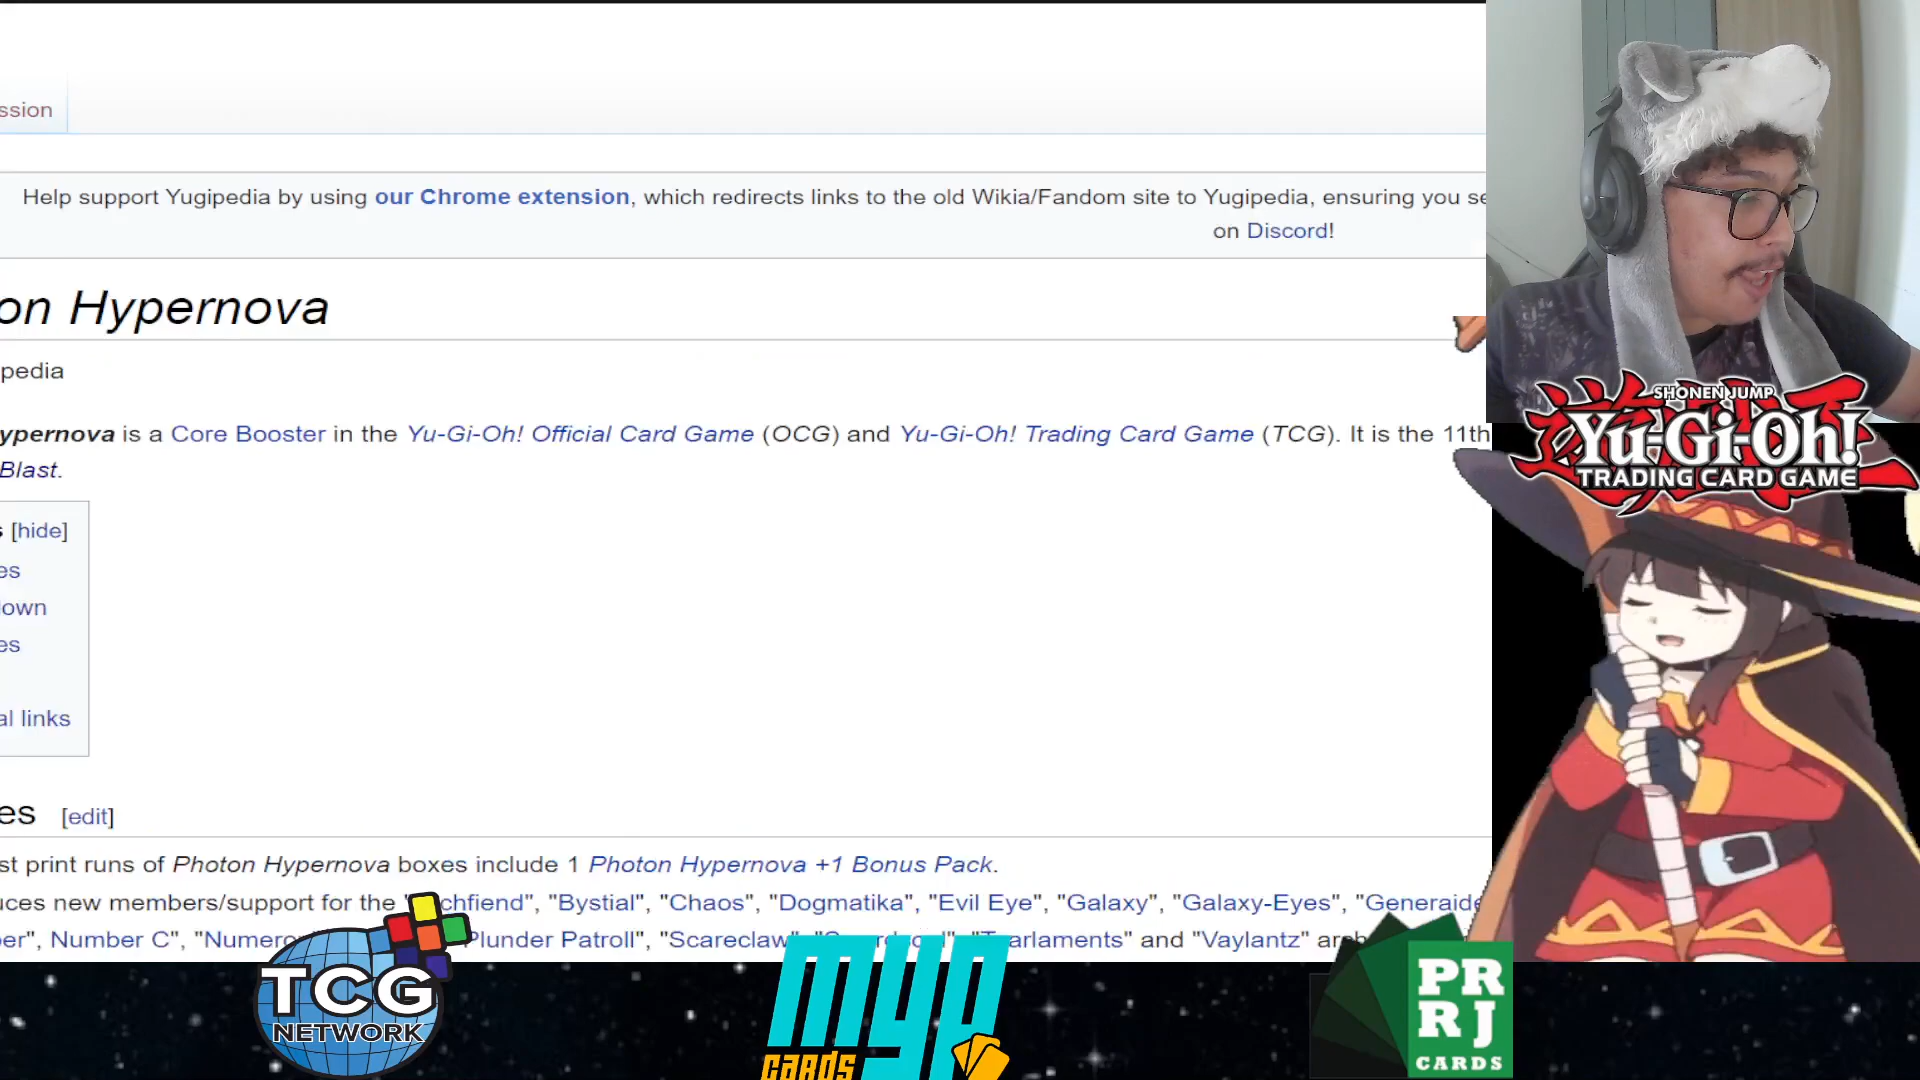 ssion
Help support Yugipedia by using our Chrome extension, which redirects links to the old Wikia/Fandom site to Yugipedia, ensuring you se
on Discord!
on Hypernova
pedia
ypernova is a Core Booster in the Yu-Gi-Oh! Official Card Game (OCG) and Yu-Gi-Oh! Trading Card Game (TCG). It is the 11th
Blast.
s [hide]
es
down
es
al links
es [edit]
st print runs of Photon Hypernova boxes include 1 Photon Hypernova +1 Bonus Pack.
uces new members/support for the "chfiend", "Bystial", "Chaos", "Dogmatika", "Evil Eye", "Galaxy", "Galaxy-Eyes", "Generaide
er", Number C", "Numero Plunder Patroll", "Scareclaw arlaments" and "Vaylantz" arch
SHONEN JUMP
Yu-Gi-Oh!
TRADING CARD GAME
TCG
NETWORK
myp
cards
PR
RJ
CARDS